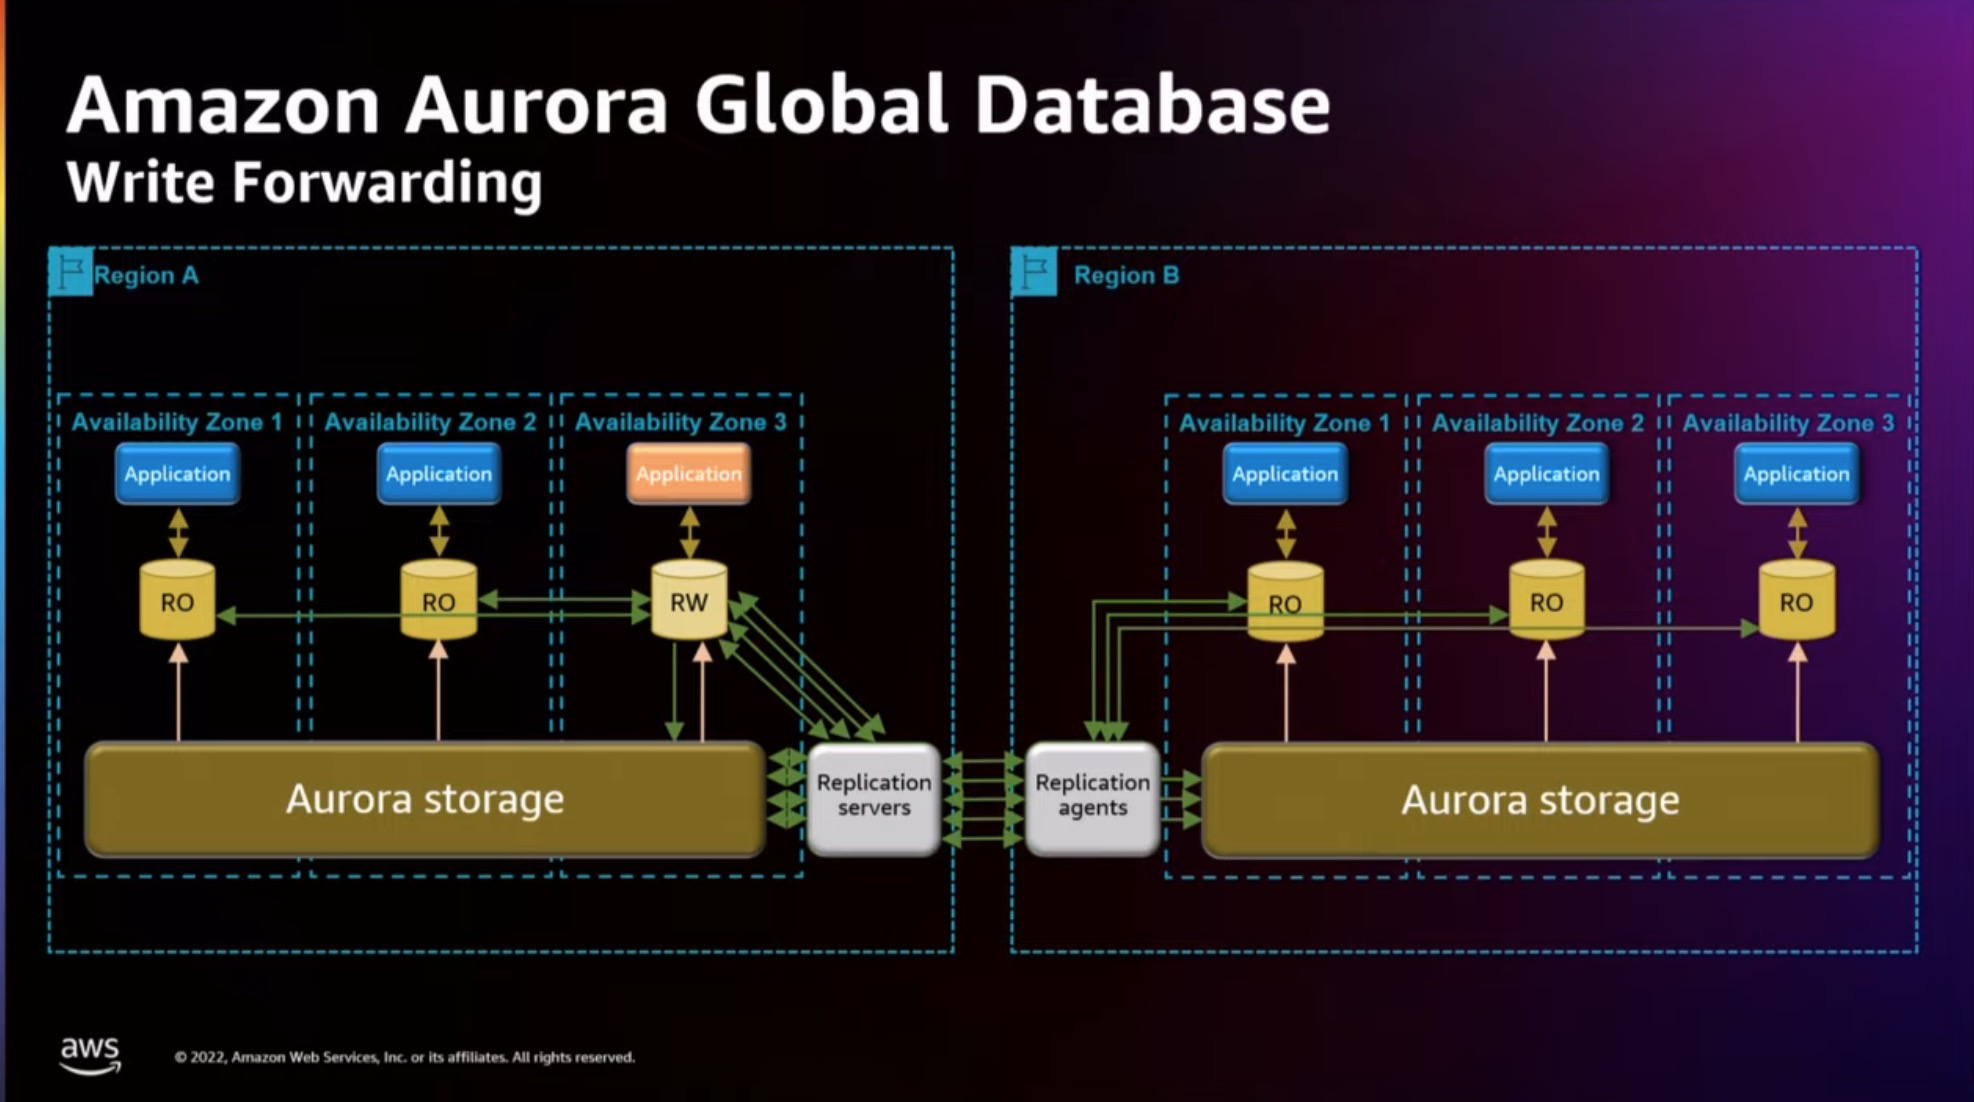 Amazon Aurora Global Database
Write Forwarding
Region A
Region B
Availability Zone 1
Availability Zone 2
Availability Zone 3
Availability Zone 1
Availability Zone 2
Availability Zone 3
Application
Application
Application
Application
Application
Application
RO
RO
RW
RO
RO
RO
Aurora storage
Replication
servers
Replication
agents
Aurora storage
aws
© 2022, Amazon Web Services, Inc. or its affiliates. All rights reserved.